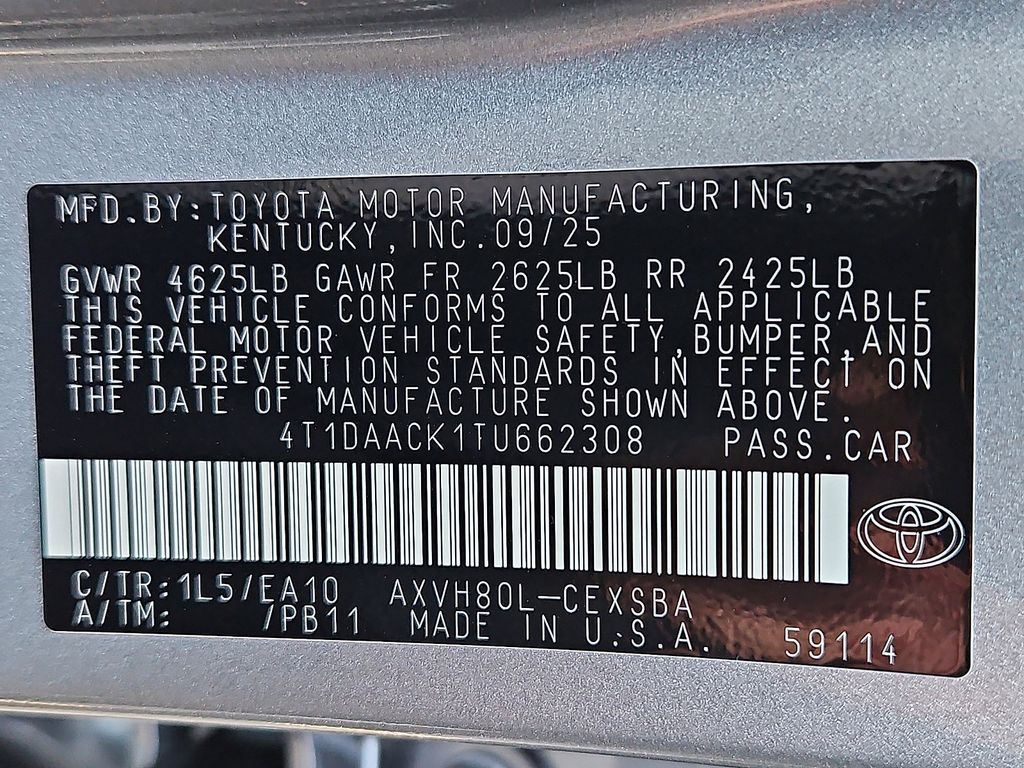 MFD.BY:TOYOTA MOTOR MANUFACTURING,
KENTUCKY,INC.09/25
GVWR 4625LB GAWR FR 2625LB RR 2425LB
THIS VEHICLE CONFORMS TO ALL APPLICABLE
FEDERAL MOTOR VEHICLE SAFETY,BUMPER,AND
THEFT PREVENTION STANDARDS IN EFFECT ON
THE DATE OF MANUFACTURE SHOWN ABOVE.
4T1DAACK1TU662308 PASS.CAR
C/TR:1L5/EA10 AXVH80L-CEXSBA
A/TM: /PB11 MADE IN U.S.A. 59114